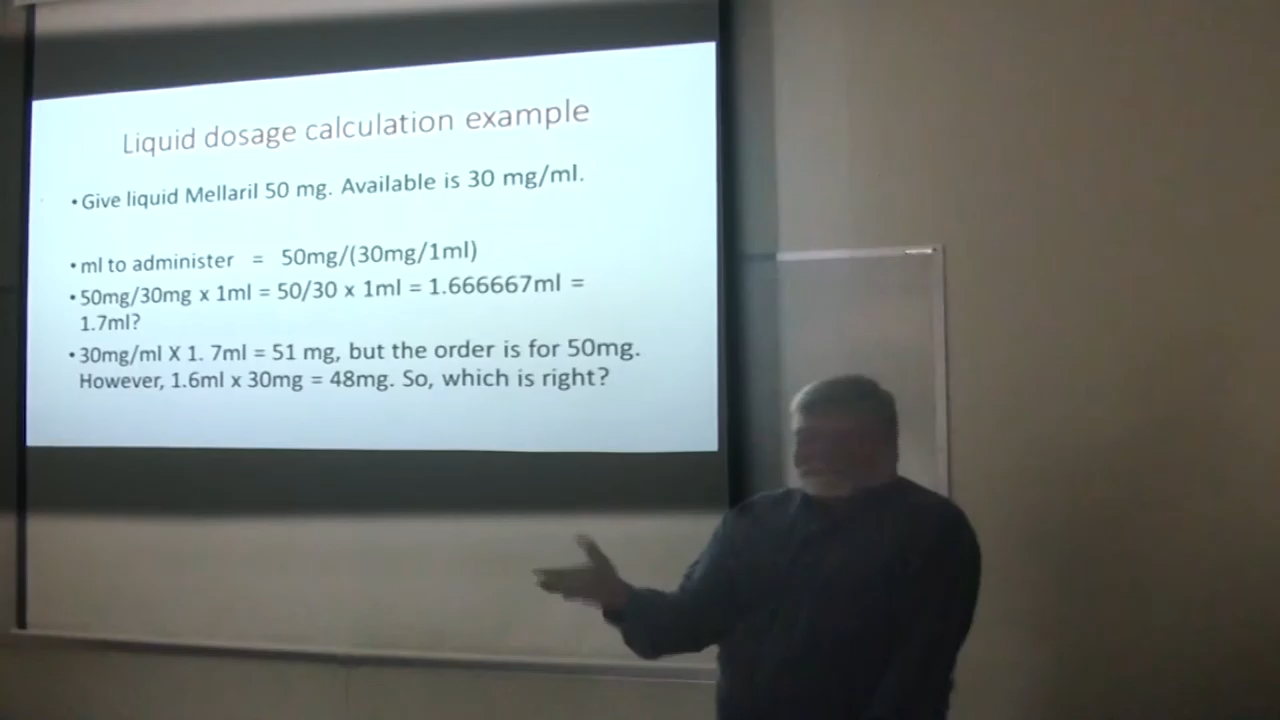 Liquid dosage calculation example
•Give liquid Mellaril 50 mg. Available is 30 mg/ml.
•ml to administer = 50mg/(30mg/1ml)
•50mg/30mg x 1ml = 50/30 x 1ml = 1.666667ml =
1.7ml?
•30mg/ml X 1. 7ml = 51 mg, but the order is for 50mg.
However, 1.6ml x 30mg = 48mg. So, which is right?